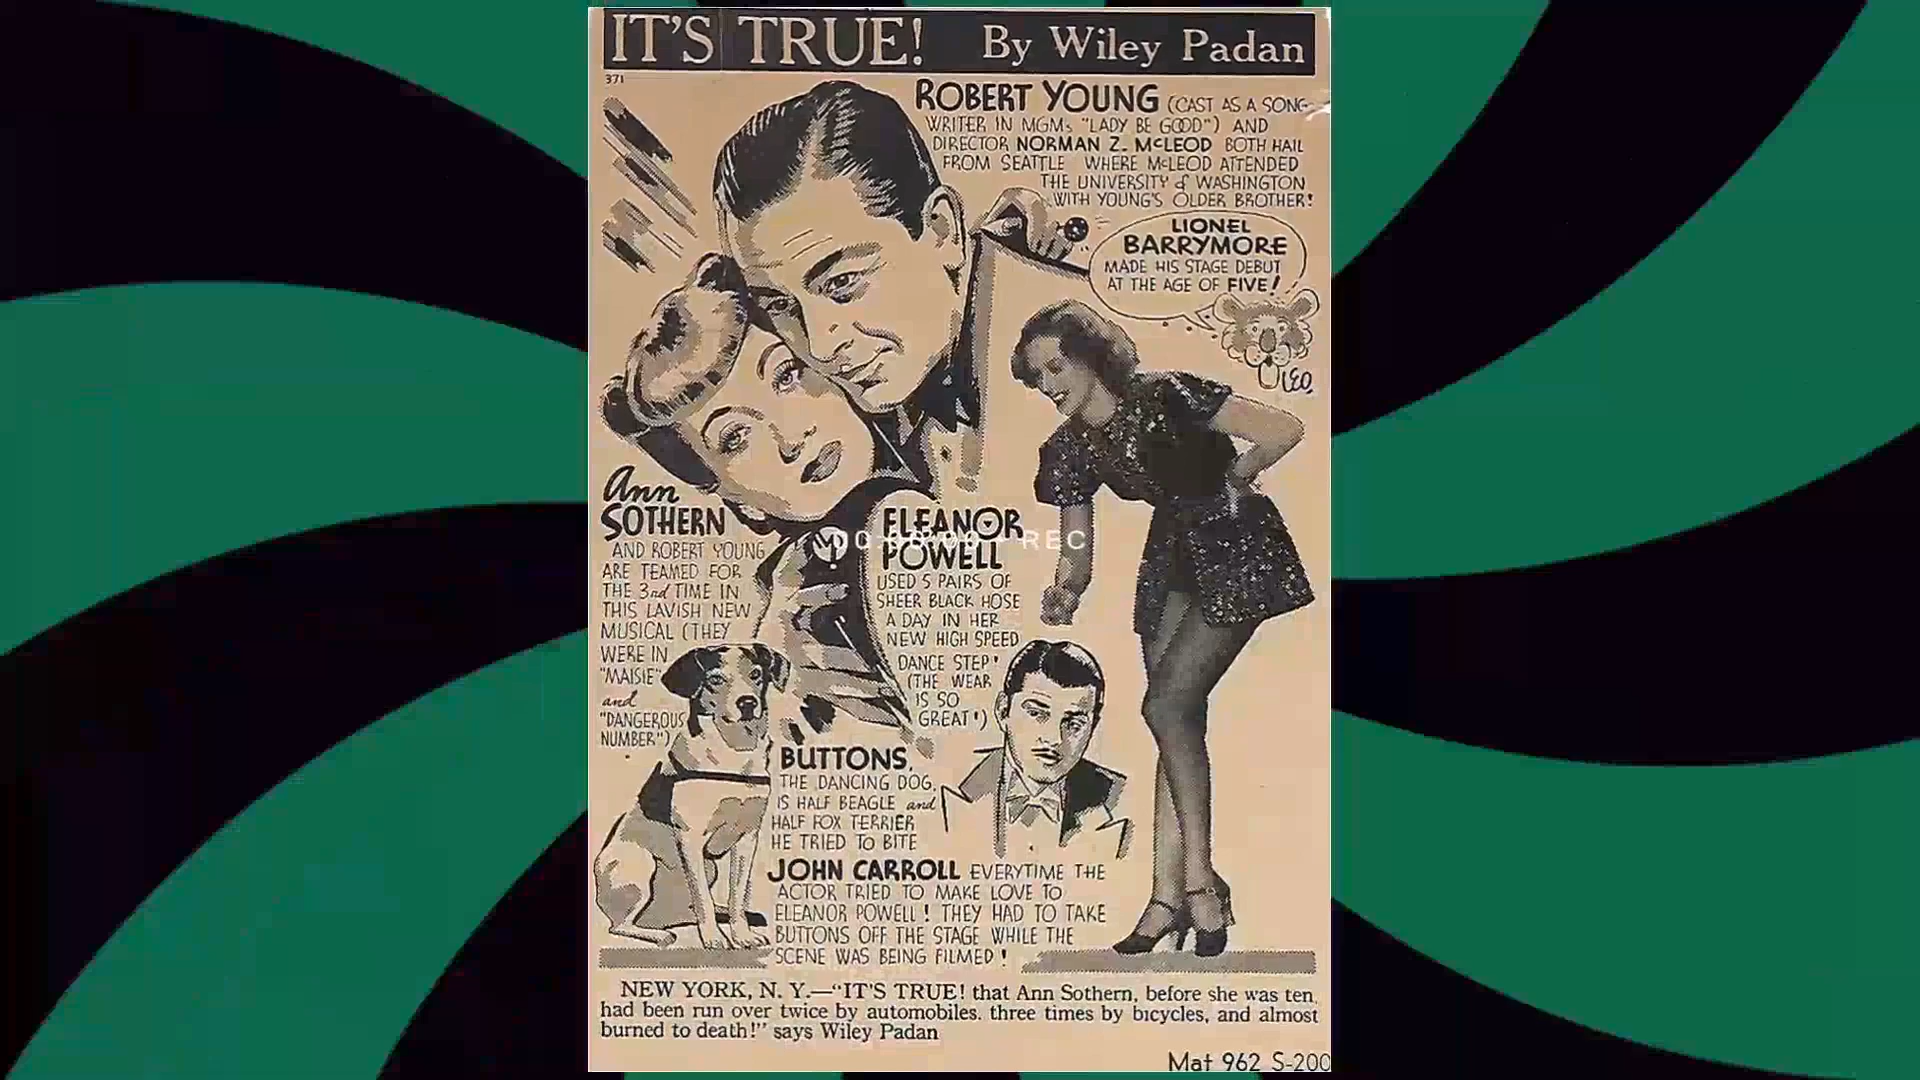 IT'S TRUE! By Wiley Padan
371
ROBERT YOUNG (CAST AS A SONG-
WRITER IN MGMs "LADY BE GOOD") AND
DIRECTOR NORMAN Z. McLEOD BOTH HAIL
FROM SEATTLE WHERE McLEOD ATTENDED
THE UNIVERSITY of WASHINGTON
WITH YOUNG'S OLDER BROTHER!
LIONEL
BARRYMORE
MADE HIS STAGE DEBUT
AT THE AGE OF FIVE!
LEO.
Ann
SOTHERN
AND ROBERT YOUNG
ARE TEAMED FOR
THE 3rd TIME IN
THIS LAVISH NEW
MUSICAL (THEY
WERE IN
"MAISIE"
and
"DANGEROUS
NUMBER")
ELEANOR
POWELL
USED 5 PAIRS OF
SHEER BLACK HOSE
A DAY IN HER
NEW HIGH SPEED
DANCE STEP!
(THE WEAR
IS SO
GREAT!)
00:00:00 REC
BUTTONS,
THE DANCING DOG,
IS HALF BEAGLE and
HALF FOX TERRIER
HE TRIED TO BITE
JOHN CARROLL EVERYTIME THE
ACTOR TRIED TO MAKE LOVE TO
ELEANOR POWELL! THEY HAD TO TAKE
BUTTONS OFF THE STAGE WHILE THE
SCENE WAS BEING FILMED!
NEW YORK, N. Y.—"IT'S TRUE! that Ann Sothern, before she was ten,
had been run over twice by automobiles, three times by bicycles, and almost
burned to death!" says Wiley Padan
Mat 962 S-200